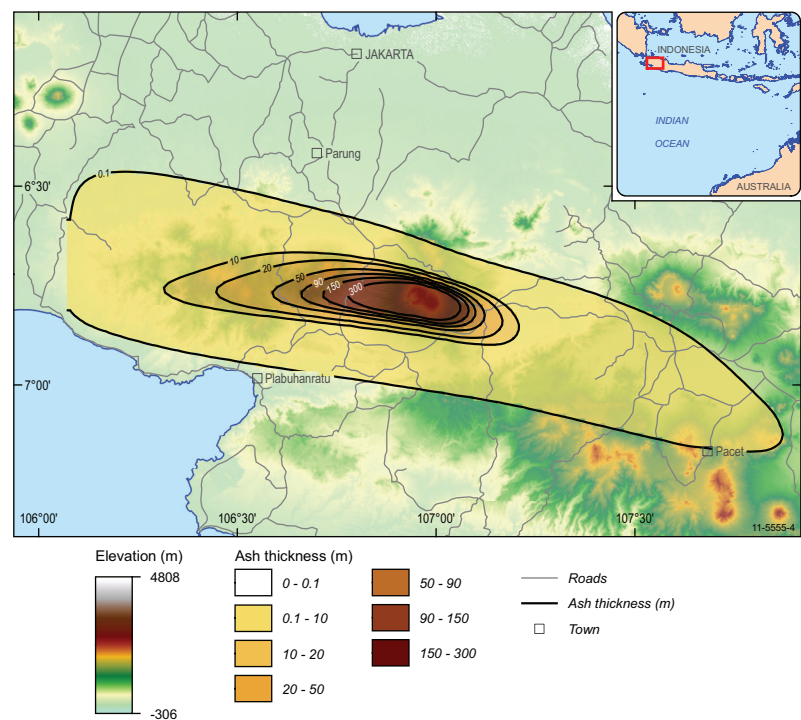 JAKARTA
Parung
0.1
10
20
50
90
150
300
Plabuhanratu
Pacet
6°30'
7°00'
106°00'
106°30'
107°00'
107°30'
11-5555-4
INDONESIA
INDIAN
OCEAN
AUSTRALIA
Elevation (m)
4808
-306
Ash thickness (m)
0 - 0.1
0.1 - 10
10 - 20
20 - 50
50 - 90
90 - 150
150 - 300
Roads
Ash thickness (m)
Town